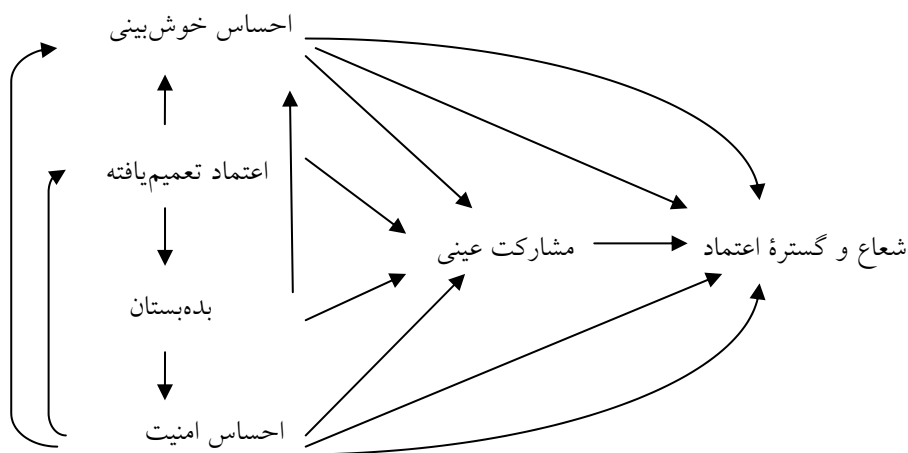 احساس خوش‌بینی
اعتماد تعمیم‌یافته
مشارکت عینی
شعاع و گسترۀ اعتماد
بده‌بستان
احساس امنیت